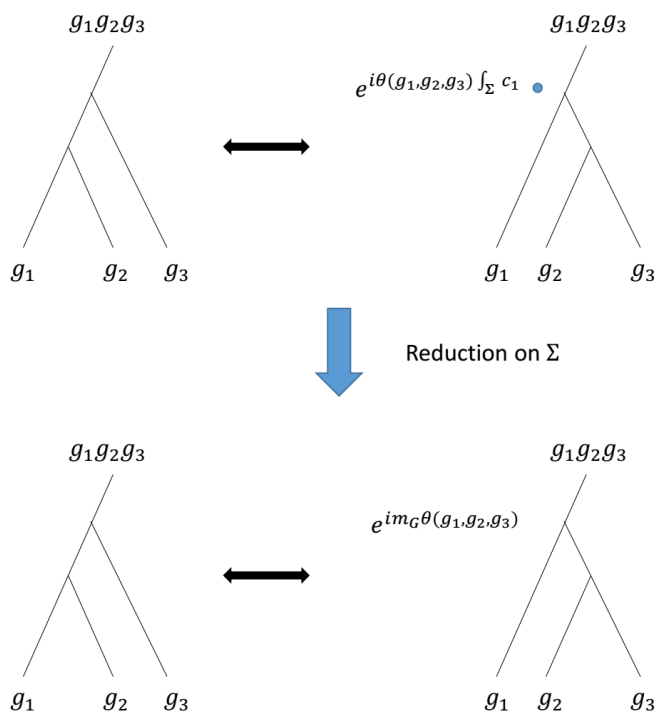 g₁g₂g₃ g₁g₂g₃
e^{iθ(g₁,g₂,g₃) ∫_Σ c₁}
g₁ g₂ g₃ g₁ g₂ g₃
Reduction on Σ
g₁g₂g₃ g₁g₂g₃
e^{im_Gθ(g₁,g₂,g₃)}
g₁ g₂ g₃ g₁ g₂ g₃